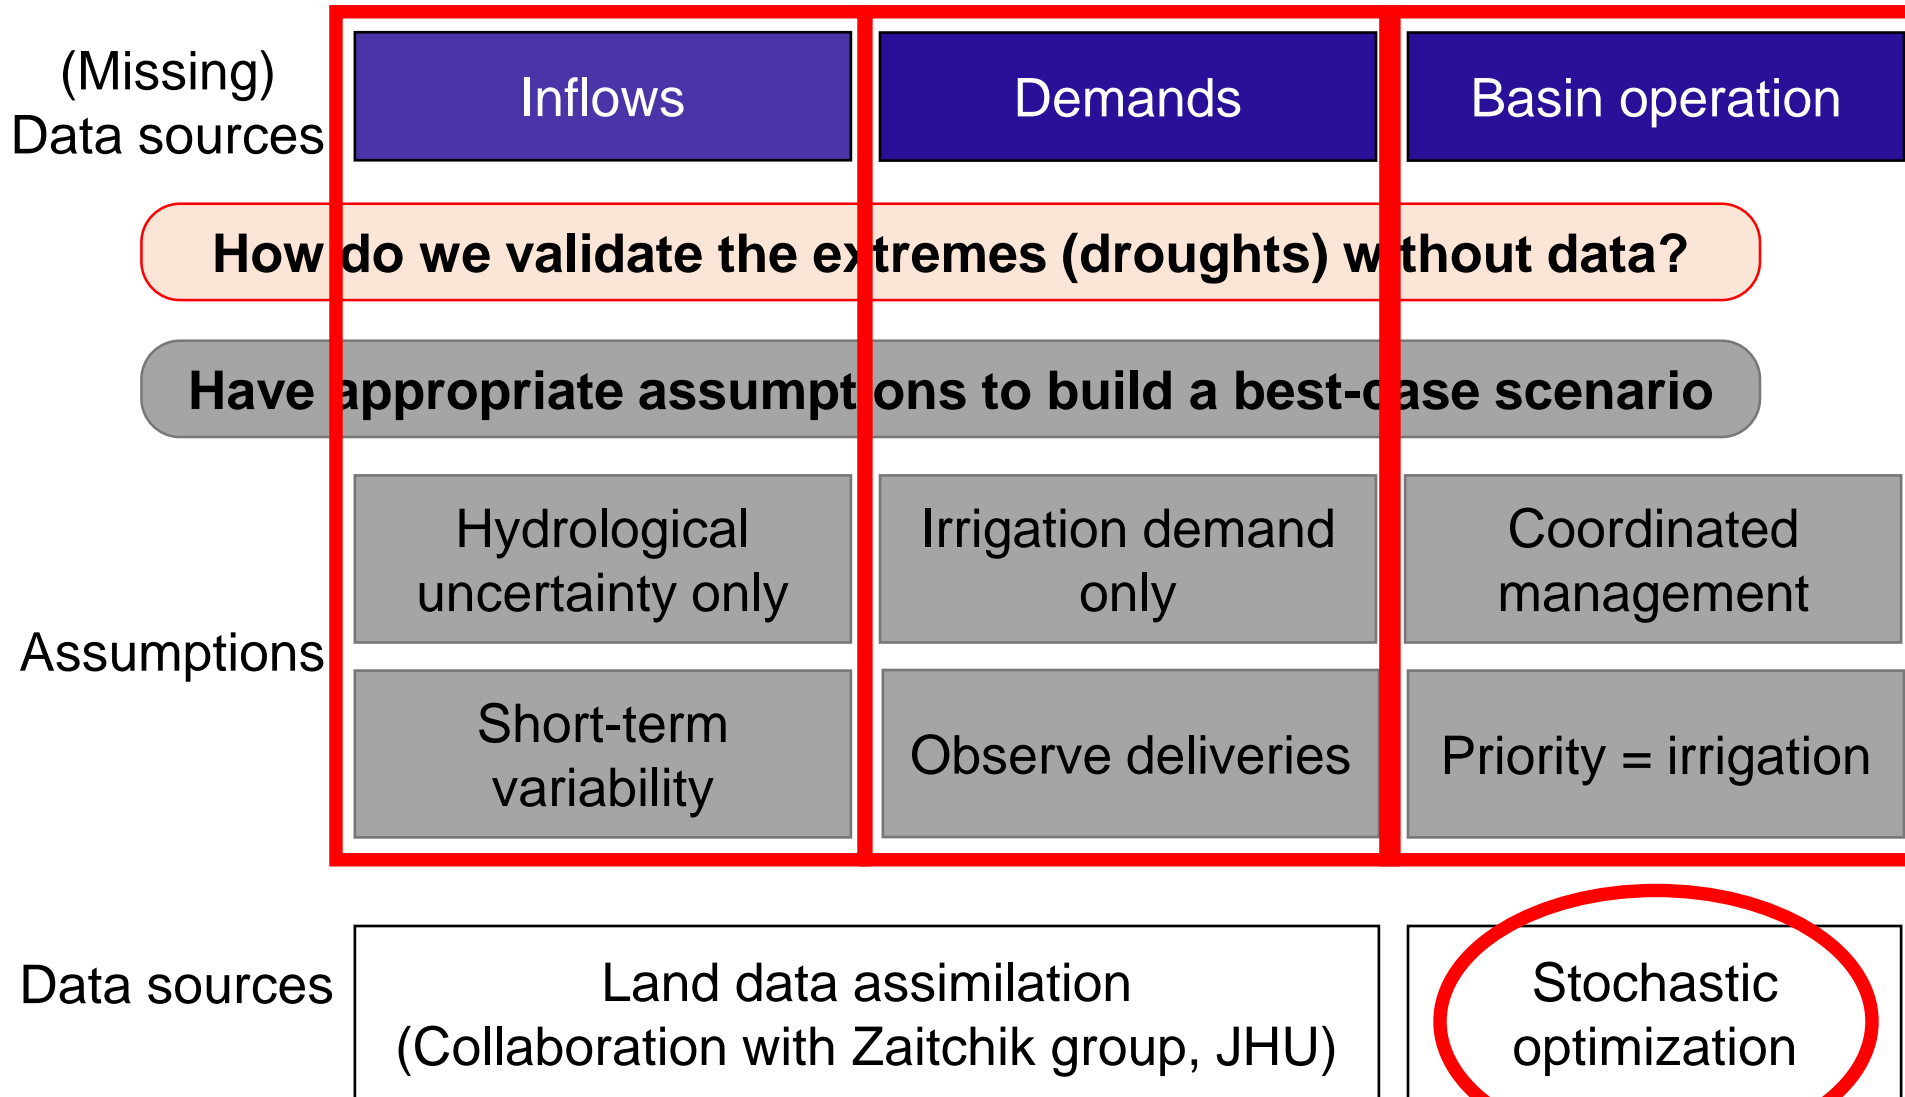 (Missing)
Data sources
Inflows
Demands
Basin operation
How do we validate the extremes (droughts) without data?
Have appropriate assumptions to build a best-case scenario
Assumptions
Hydrological
uncertainty only
Irrigation demand
only
Coordinated
management
Short-term
variability
Observe deliveries
Priority = irrigation
Data sources
Land data assimilation
(Collaboration with Zaitchik group, JHU)
Stochastic
optimization